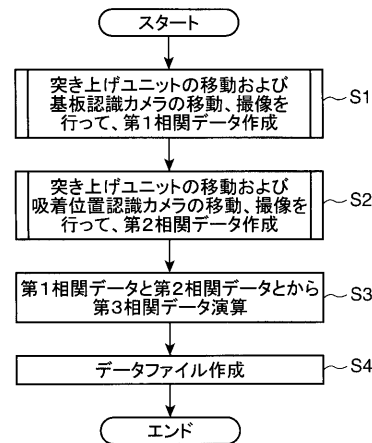 スタート
突き上げユニットの移動および
基板認識カメラの移動、撮像を
行って、第1相関データ作成
S1
突き上げユニットの移動および
吸着位置認識カメラの移動、撮像を
行って、第2相関データ作成
S2
第1相関データと第2相関データとから
第3相関データ演算
S3
データファイル作成
S4
エンド